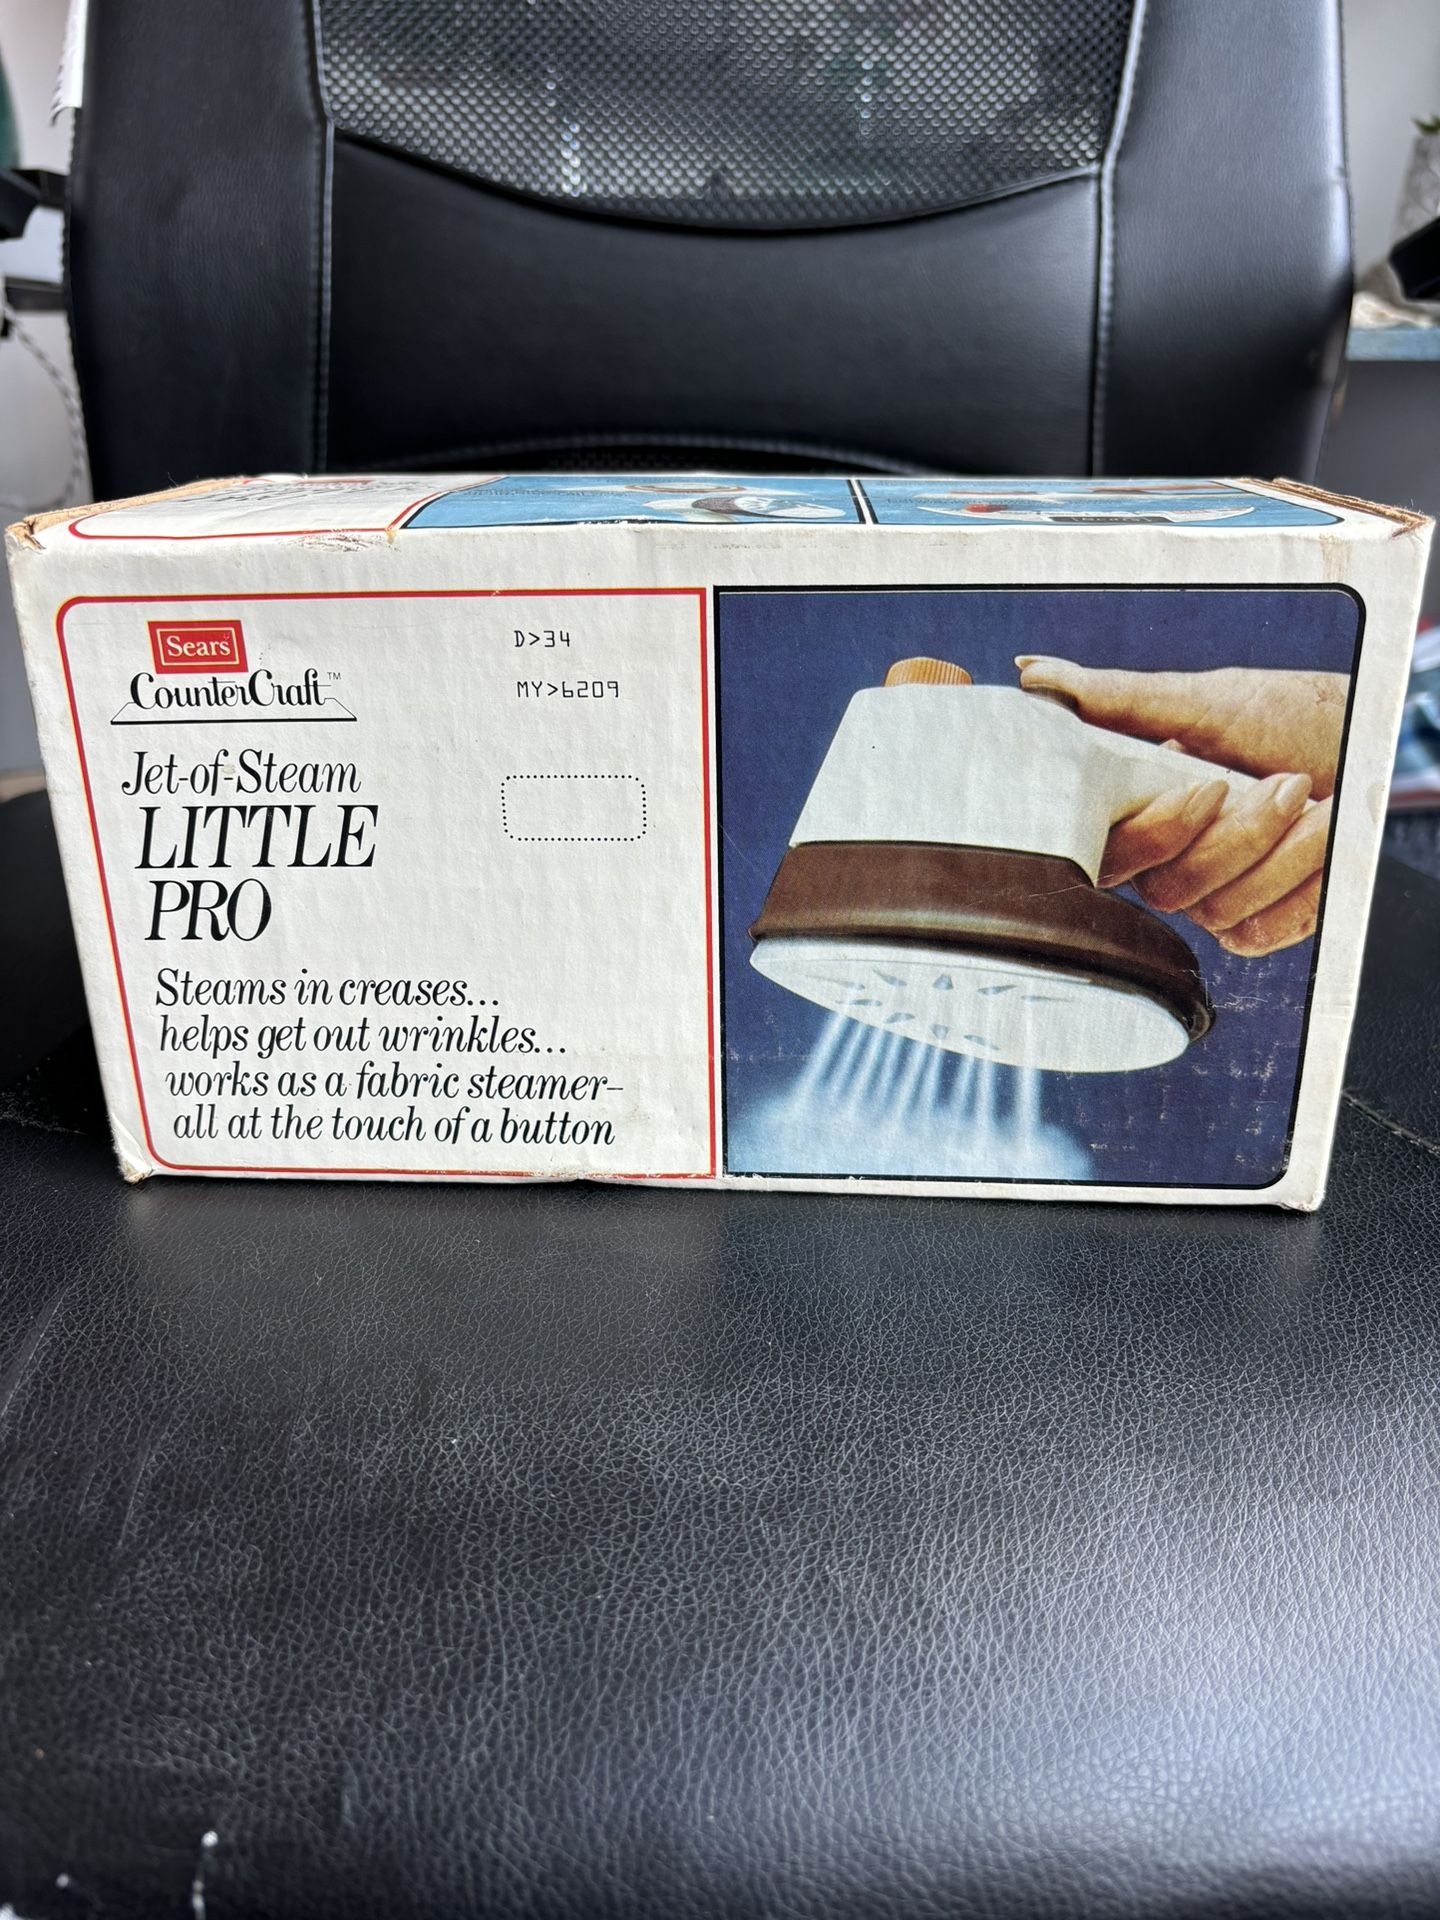 Sears
CounterCraft™
D>34
MY>6209
Jet-of-Steam
LITTLE
PRO
Steams in creases...
helps get out wrinkles...
works as a fabric steamer–
all at the touch of a button